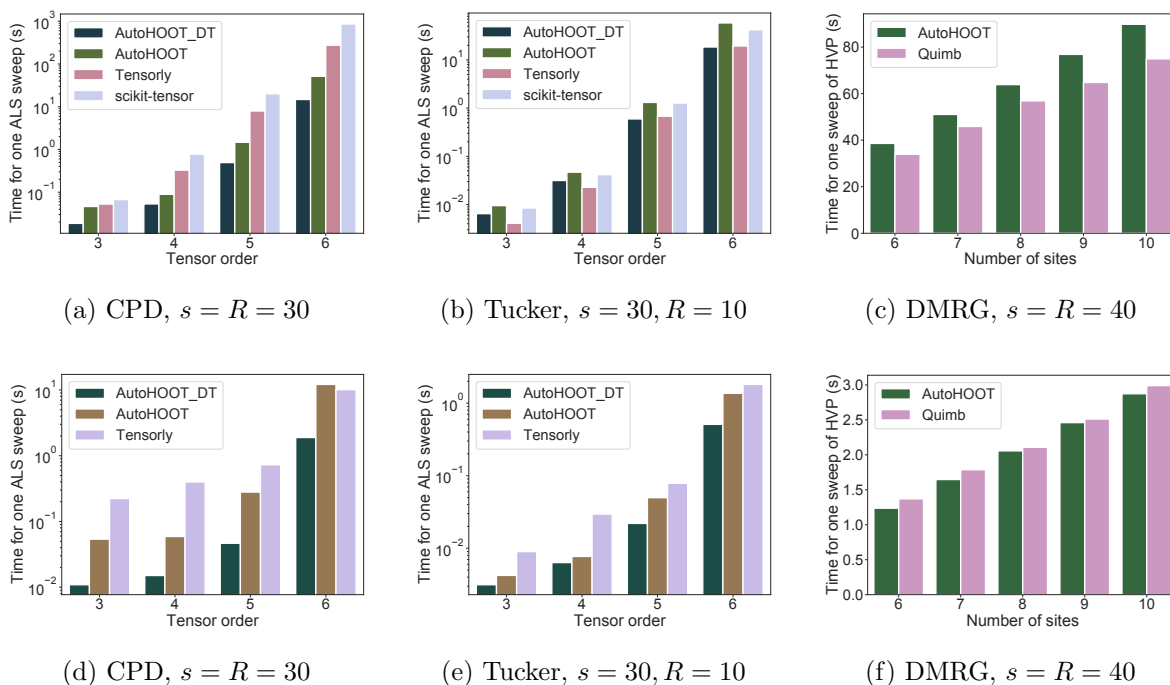 Time for one ALS sweep (s)
10^3
10^2
10^1
10^0
10^−1
AutoHOOT_DT
AutoHOOT
Tensorly
scikit-tensor
3 4 5 6
Tensor order
(a) CPD, s = R = 30
Time for one ALS sweep (s)
10^1
10^0
10^−1
10^−2
AutoHOOT_DT
AutoHOOT
Tensorly
scikit-tensor
3 4 5 6
Tensor order
(b) Tucker, s = 30, R = 10
Time for one sweep of HVP (s)
80
60
40
20
0
AutoHOOT
Quimb
6 7 8 9 10
Number of sites
(c) DMRG, s = R = 40
Time for one ALS sweep (s)
10^1
10^0
10^−1
10^−2
AutoHOOT_DT
AutoHOOT
Tensorly
3 4 5 6
Tensor order
(d) CPD, s = R = 30
Time for one ALS sweep (s)
10^0
10^−1
10^−2
AutoHOOT_DT
AutoHOOT
Tensorly
3 4 5 6
Tensor order
(e) Tucker, s = 30, R = 10
Time for one sweep of HVP (s)
3.0
2.5
2.0
1.5
1.0
0.5
0.0
AutoHOOT
Quimb
6 7 8 9 10
Number of sites
(f) DMRG, s = R = 40